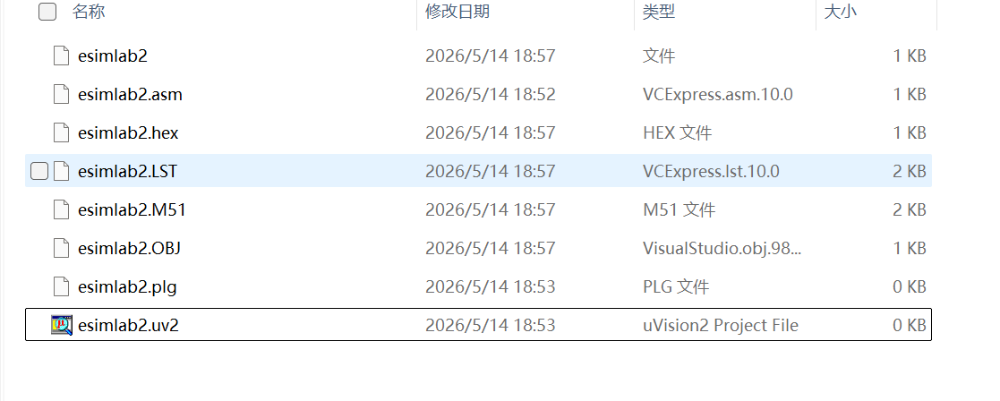 名称 修改日期 类型 大小
esimlab2 2026/5/14 18:57 文件 1 KB
esimlab2.asm 2026/5/14 18:52 VCExpress.asm.10.0 1 KB
esimlab2.hex 2026/5/14 18:57 HEX 文件 1 KB
esimlab2.LST 2026/5/14 18:57 VCExpress.lst.10.0 2 KB
esimlab2.M51 2026/5/14 18:57 M51 文件 2 KB
esimlab2.OBJ 2026/5/14 18:57 VisualStudio.obj.98... 1 KB
esimlab2.plg 2026/5/14 18:53 PLG 文件 0 KB
esimlab2.uv2 2026/5/14 18:53 uVision2 Project File 0 KB